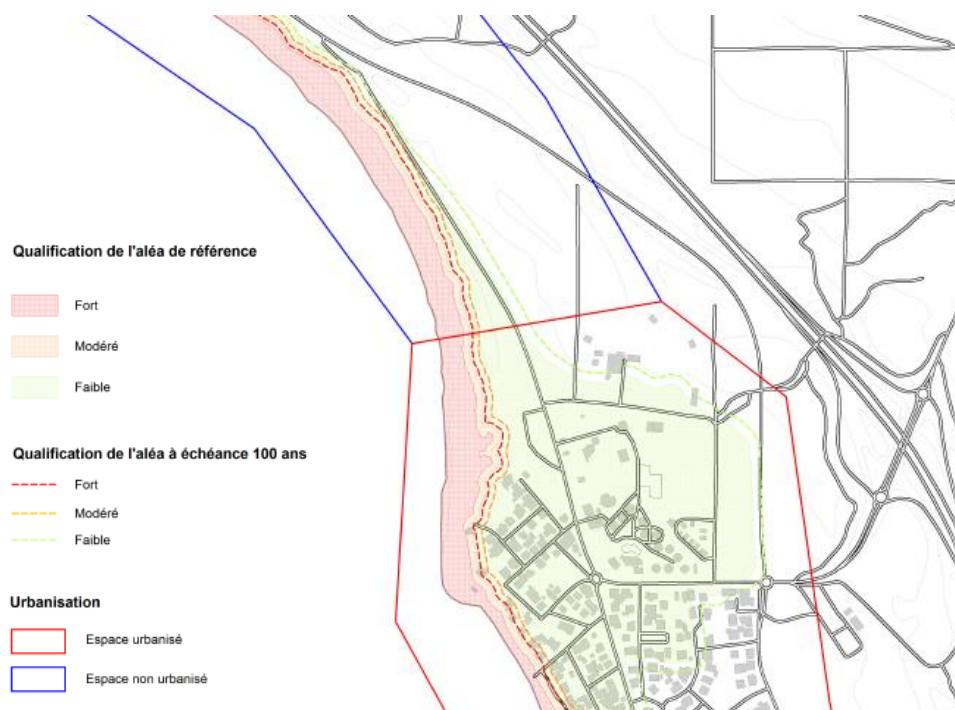 Qualification de l'aléa de référence
Fort
Modéré
Faible
Qualification de l'aléa à échéance 100 ans
Fort
Modéré
Faible
Urbanisation
Espace urbanisé
Espace non urbanisé